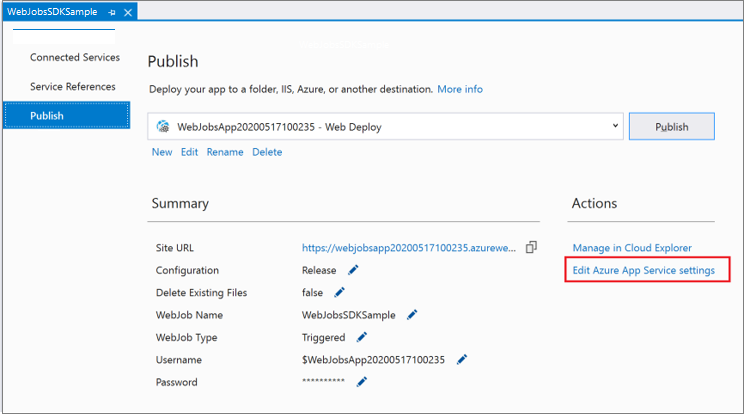 WebJobsSDKSample
Connected Services
Service References
Publish
Publish
Deploy your app to a folder, IIS, Azure, or another destination. More info
WebJobsApp20200517100235 - Web Deploy
Publish
New Edit Rename Delete
Summary
Actions
Site URL https://webjobsapp20200517100235.azurewe...
Manage in Cloud Explorer
Configuration Release
Edit Azure App Service settings
Delete Existing Files false
WebJob Name WebJobsSDKSample
WebJob Type Triggered
Username $WebJobsApp20200517100235
Password **********